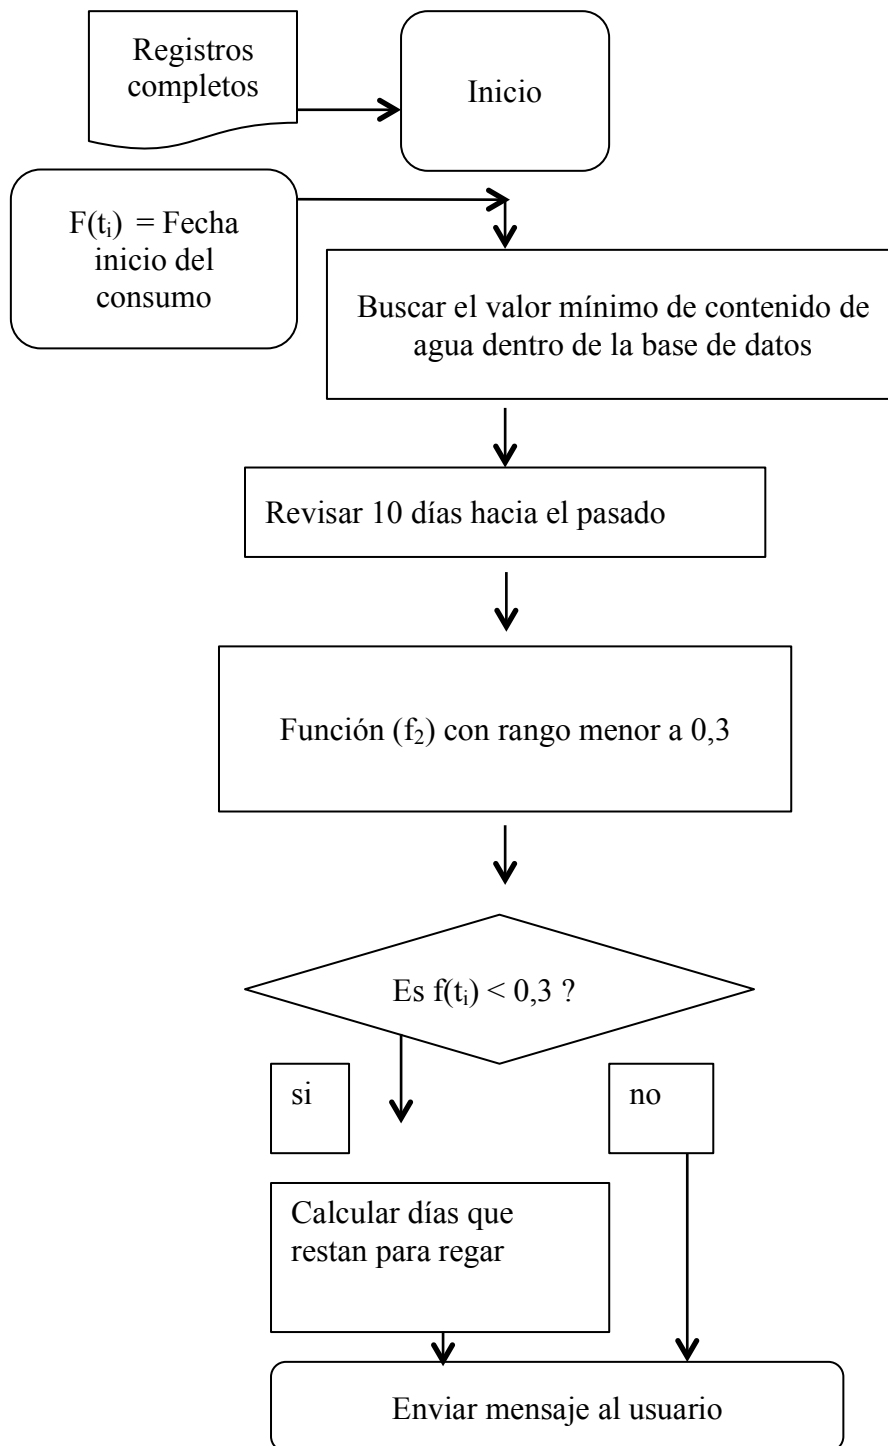 Registros
completos
Inicio
F(tᵢ) = Fecha
inicio del
consumo
Buscar el valor mínimo de contenido de
agua dentro de la base de datos
Revisar 10 días hacia el pasado
Función (f₂) con rango menor a 0,3
Es f(tᵢ) < 0,3 ?
si
no
Calcular días que
restan para regar
Enviar mensaje al usuario